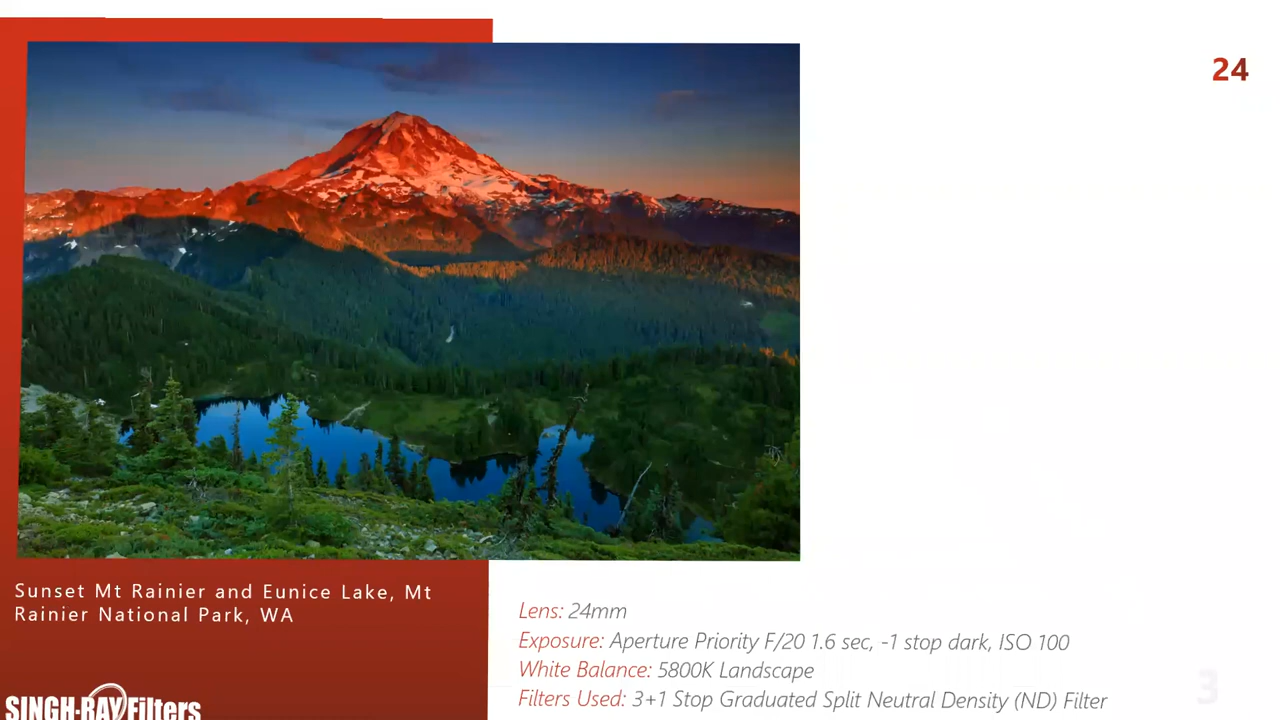 24
Sunset Mt Rainier and Eunice Lake, Mt
Rainier National Park, WA
Lens: 24mm
Exposure: Aperture Priority F/20 1.6 sec, -1 stop dark, ISO 100
White Balance: 5800K Landscape
Filters Used: 3+1 Stop Graduated Split Neutral Density (ND) Filter
SINGH-RAY Filters
3